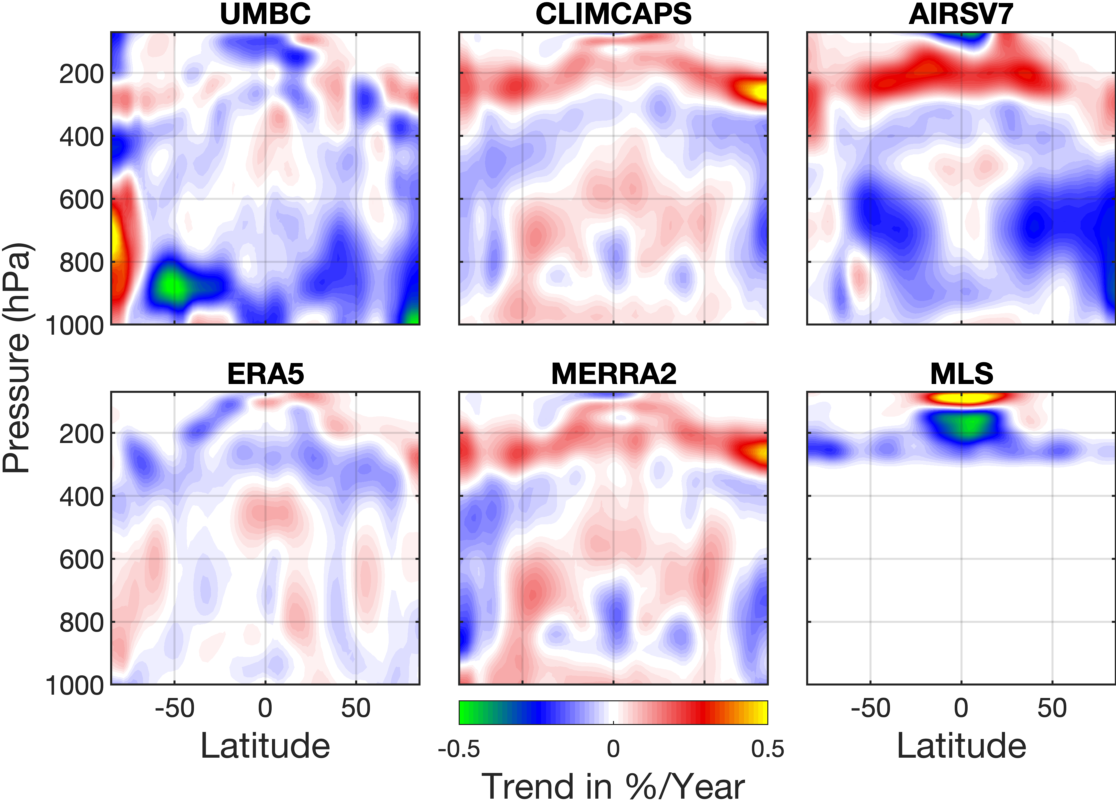 UMBC CLIMCAPS AIRSV7
200
400
600
800
1000
ERA5 MERRA2 MLS
200
400
600
800
1000
Pressure (hPa)
-50 0 50 -50 0 50
Latitude Latitude
-0.5 0 0.5
Trend in %/Year